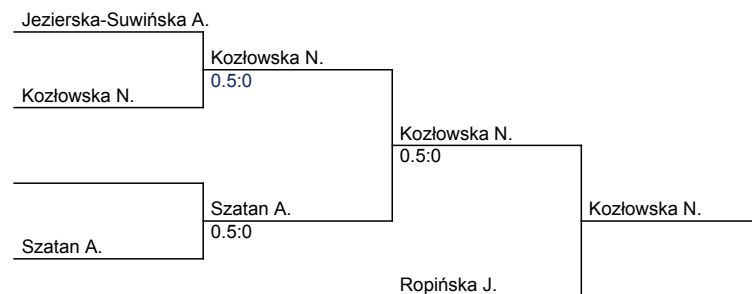 Jezierska-Suwińska A.
Kozłowska N.
0.5:0
Kozłowska N.
Kozłowska N.
0.5:0
Szatan A.
0.5:0
Kozłowska N.
Szatan A.
Ropińska J.